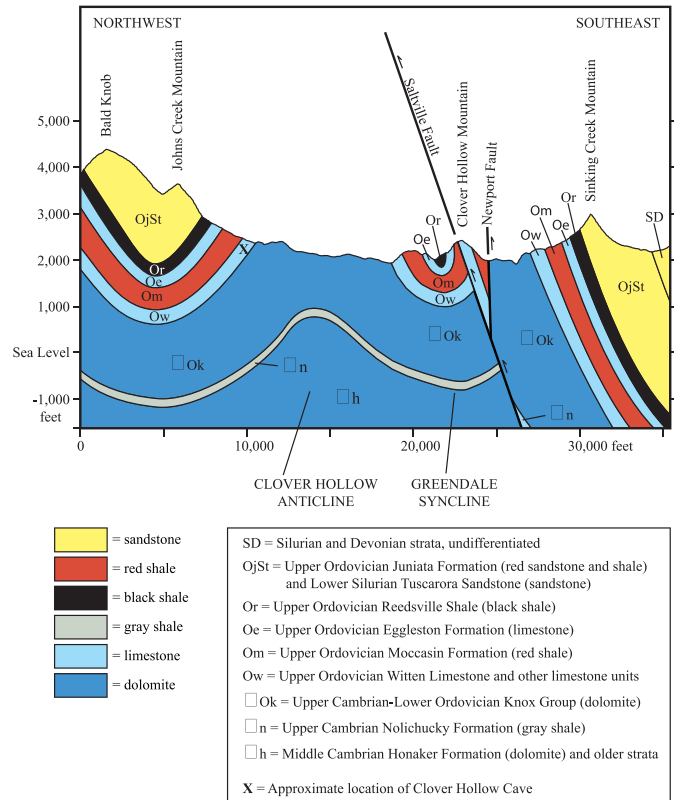 NORTHWEST
SOUTHEAST
Bald Knob
Johns Creek Mountain
Saltville Fault
Clover Hollow Mountain
Newport Fault
Sinking Creek Mountain
5,000
4,000
3,000
2,000
1,000
Sea Level
-1,000
feet
OjSt
Or
Oe
Om
Ow
X
Or
Oe
Om
Ow
Or
Om
Oe
Ow
SD
OjSt
□Ok
□n
□h
□Ok
□Ok
□n
0
10,000
20,000
30,000 feet
CLOVER HOLLOW
ANTICLINE
GREENDALE
SYNCLINE
= sandstone
= red shale
= black shale
= gray shale
= limestone
= dolomite
SD = Silurian and Devonian strata, undifferentiated
OjSt = Upper Ordovician Juniata Formation (red sandstone and shale)
and Lower Silurian Tuscarora Sandstone (sandstone)
Or = Upper Ordovician Reedsville Shale (black shale)
Oe = Upper Ordovician Eggleston Formation (limestone)
Om = Upper Ordovician Moccasin Formation (red shale)
Ow = Upper Ordovician Witten Limestone and other limestone units
□Ok = Upper Cambrian-Lower Ordovician Knox Group (dolomite)
□n = Upper Cambrian Nolichucky Formation (gray shale)
□h = Middle Cambrian Honaker Formation (dolomite) and older strata
X = Approximate location of Clover Hollow Cave